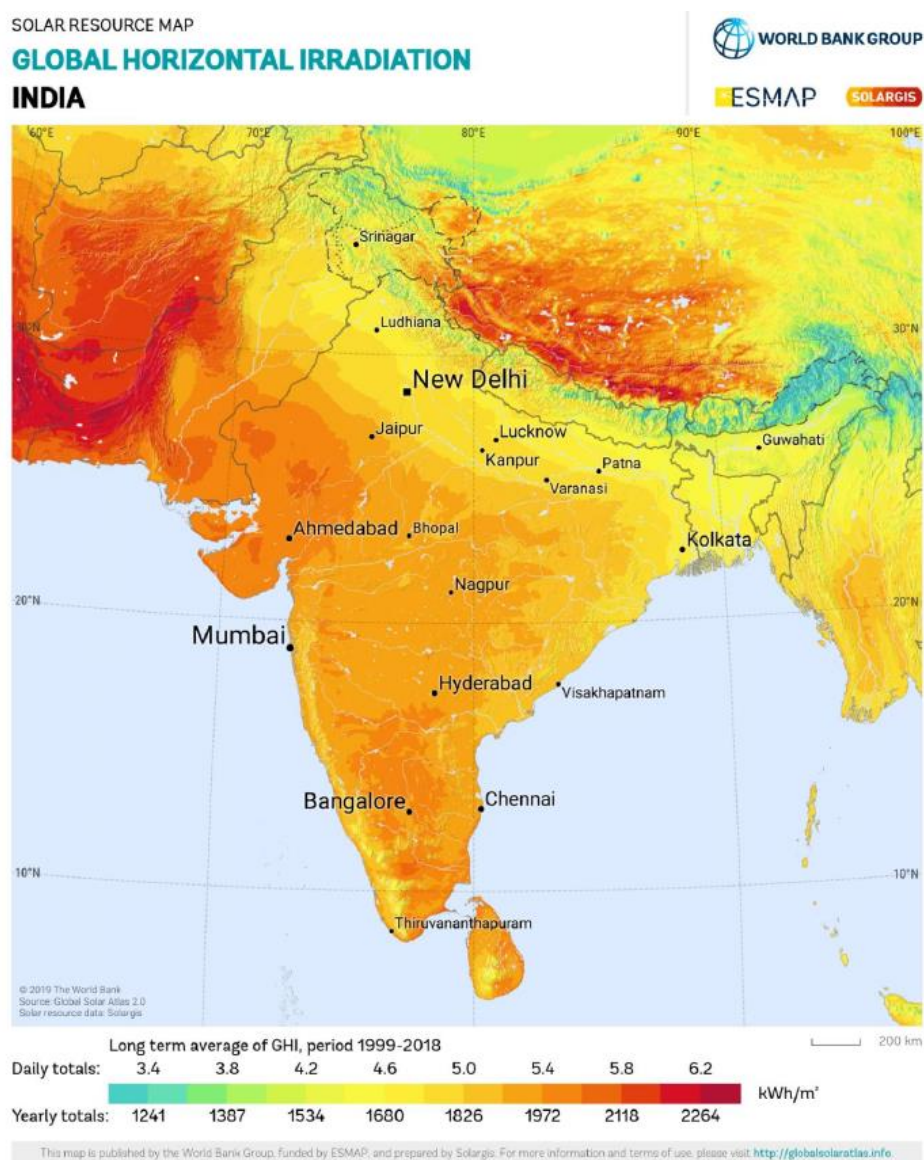 SOLAR RESOURCE MAP
GLOBAL HORIZONTAL IRRADIATION
INDIA
WORLD BANK GROUP
ESMAP
SOLARGIS
60°E 70°E 80°E 90°E 100°E
Srinagar
Ludhiana
30°N 30°N
New Delhi
Jaipur
Lucknow
Kanpur
Guwahati
Patna
Varanasi
Ahmedabad
Bhopal
Kolkata
Nagpur
20°N 20°N
Mumbai
Hyderabad
Visakhapatnam
Bangalore
Chennai
10°N 10°N
Thiruvananthapuram
© 2019 The World Bank
Source: Global Solar Atlas 2.0
Solar resource data: Solargis
200 km
Long term average of GHI, period 1999-2018
Daily totals: 3.4 3.8 4.2 4.6 5.0 5.4 5.8 6.2
kWh/m²
Yearly totals: 1241 1387 1534 1680 1826 1972 2118 2264
This map is published by the World Bank Group, funded by ESMAP, and prepared by Solargis. For more information and terms of use, please visit http://globalsolaratlas.info.